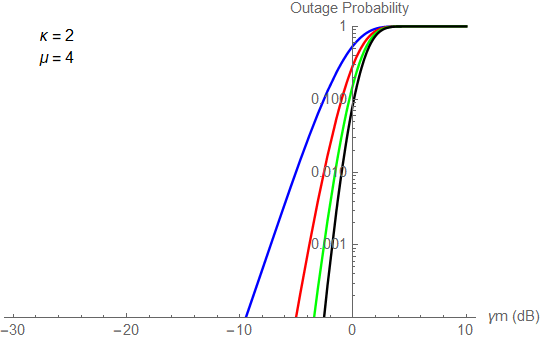 Outage Probability
κ = 2
μ = 4
1
0.100
0.010
0.001
-30
-20
-10
0
10
γm (dB)